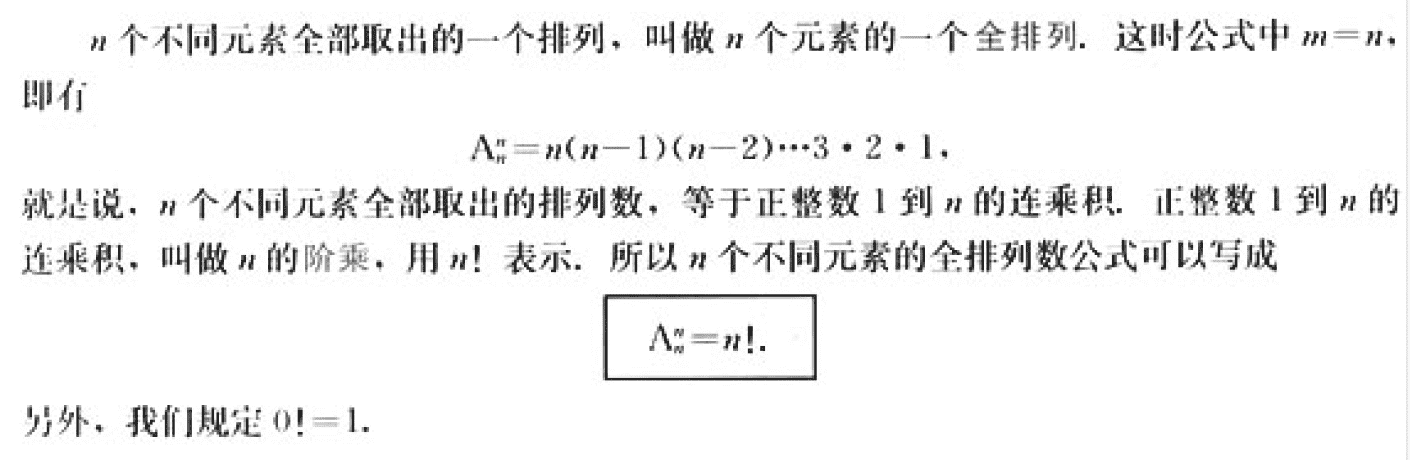 n 个不同元素全部取出的一个排列，叫做 n 个元素的一个全排列．这时公式中 m＝n，
即有
Aₙⁿ＝n(n－1)(n－2)⋯3・2・1，
就是说，n 个不同元素全部取出的排列数，等于正整数 1 到 n 的连乘积．正整数 1 到 n 的
连乘积，叫做 n 的阶乘，用 n! 表示．所以 n 个不同元素的全排列数公式可以写成
Aₙⁿ＝n!．
另外，我们规定 0!＝1．